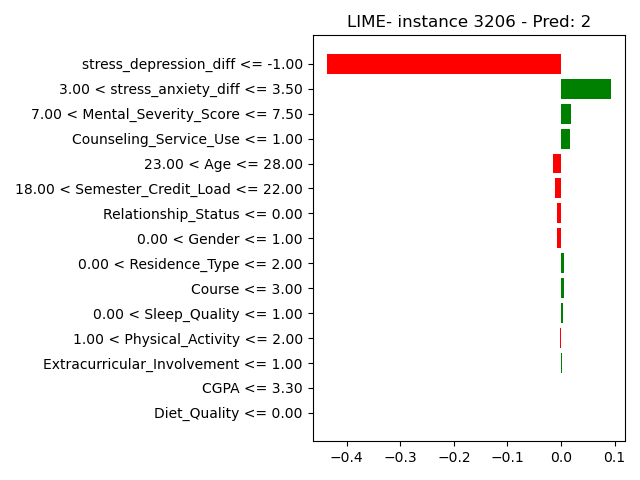 LIME- instance 3206 - Pred: 2
stress_depression_diff <= -1.00
3.00 < stress_anxiety_diff <= 3.50
7.00 < Mental_Severity_Score <= 7.50
Counseling_Service_Use <= 1.00
23.00 < Age <= 28.00
18.00 < Semester_Credit_Load <= 22.00
Relationship_Status <= 0.00
0.00 < Gender <= 1.00
0.00 < Residence_Type <= 2.00
Course <= 3.00
0.00 < Sleep_Quality <= 1.00
1.00 < Physical_Activity <= 2.00
Extracurricular_Involvement <= 1.00
CGPA <= 3.30
Diet_Quality <= 0.00
−0.4 −0.3 −0.2 −0.1 0.0 0.1